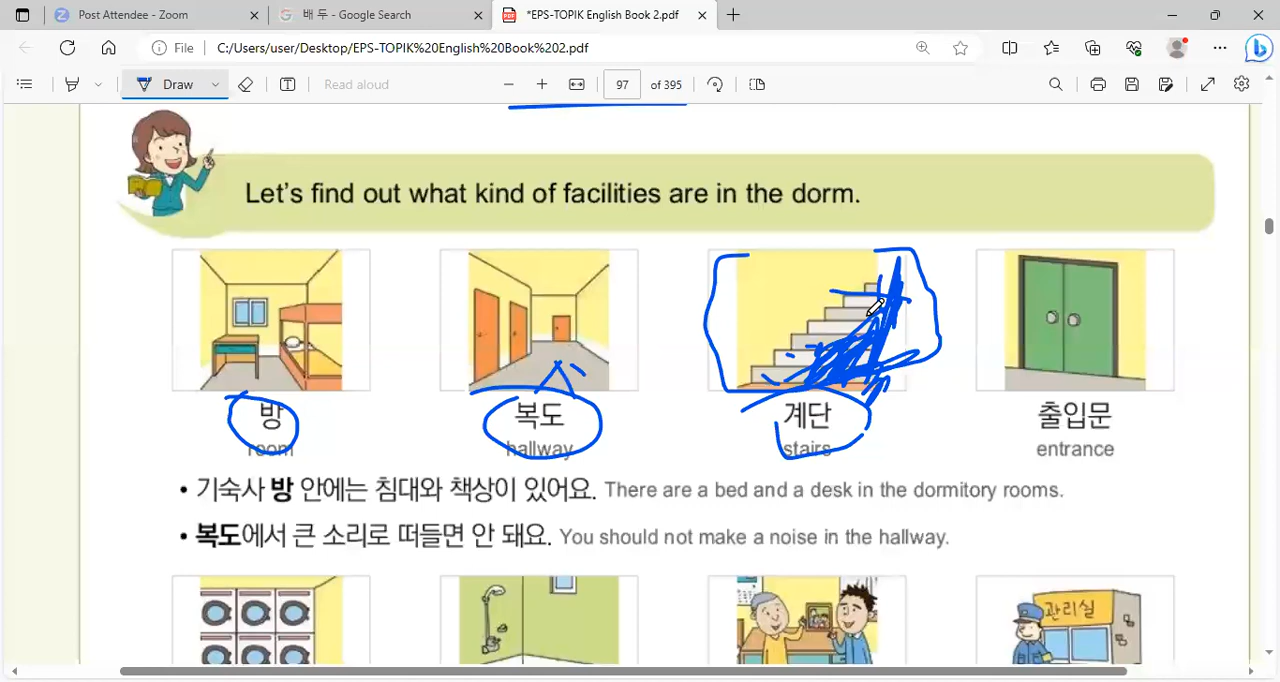 Post Attendee - Zoom
배 두 - Google Search
*EPS-TOPIK English Book 2.pdf
File
C:/Users/user/Desktop/EPS-TOPIK%20English%20Book%202.pdf
Draw
Read aloud
97 of 395
Let's find out what kind of facilities are in the dorm.
방 복도 계단 출입문
room hallway stairs entrance
• 기숙사 방 안에는 침대와 책상이 있어요. There are a bed and a desk in the dormitory rooms.
• 복도에서 큰 소리로 떠들면 안 돼요. You should not make a noise in the hallway.
관리실